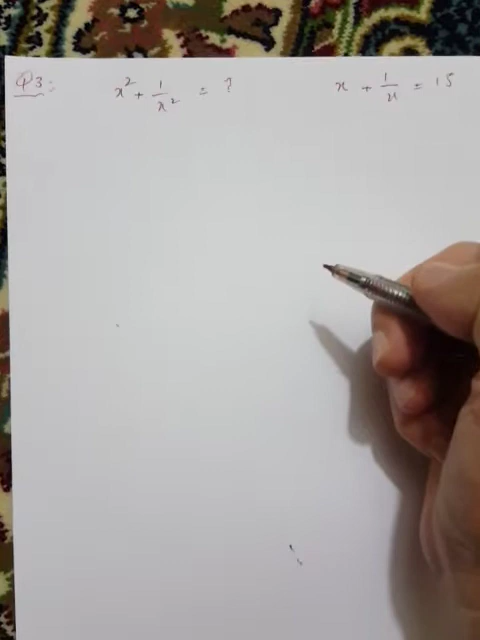 Q3: x² + 1/x² = ? x + 1/x = 15